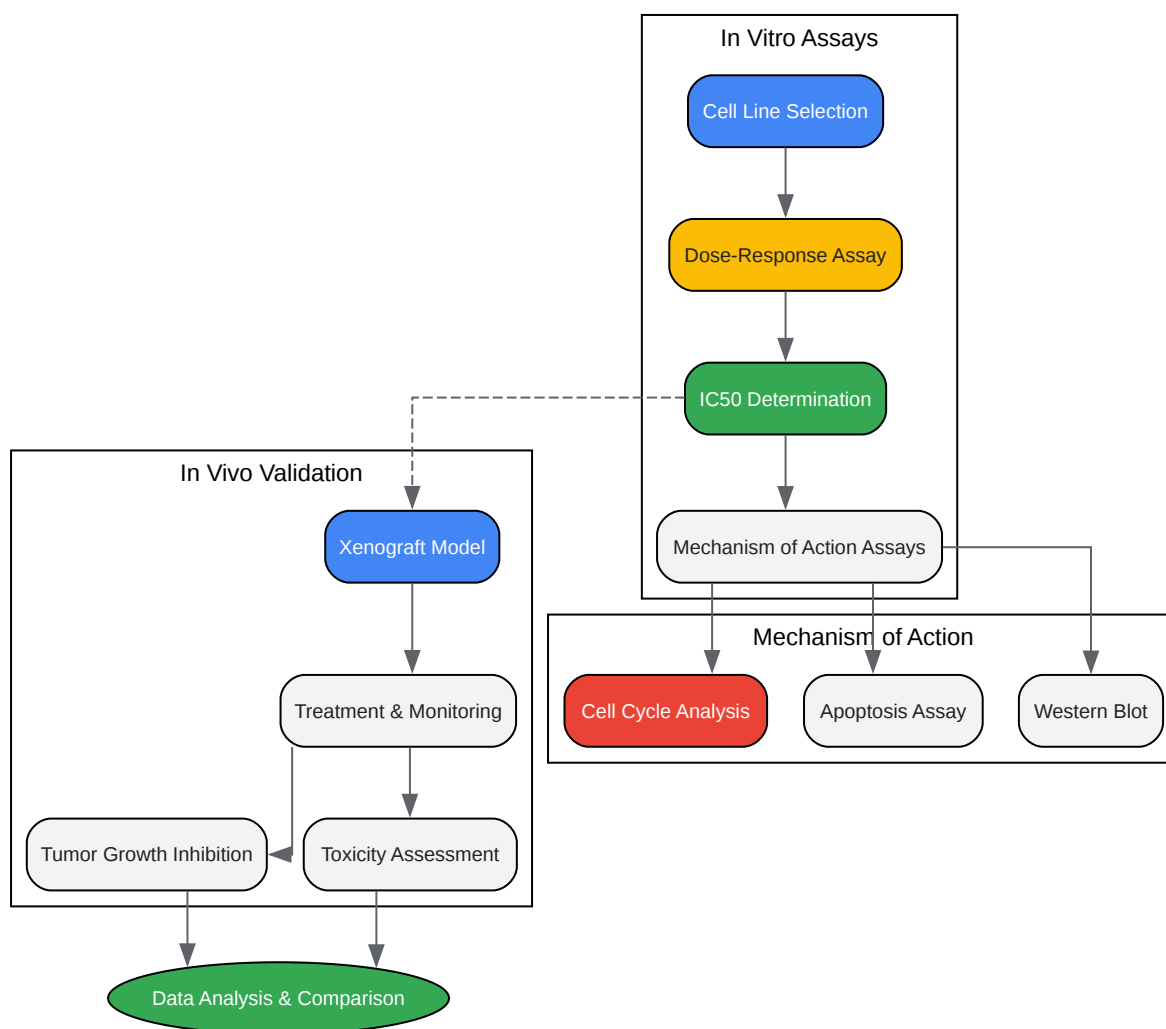 In Vitro Assays
Cell Line Selection
Dose-Response Assay
IC50 Determination
In Vivo Validation
Xenograft Model
Mechanism of Action Assays
Mechanism of Action
Treatment & Monitoring
Cell Cycle Analysis
Apoptosis Assay
Western Blot
Tumor Growth Inhibition
Toxicity Assessment
Data Analysis & Comparison